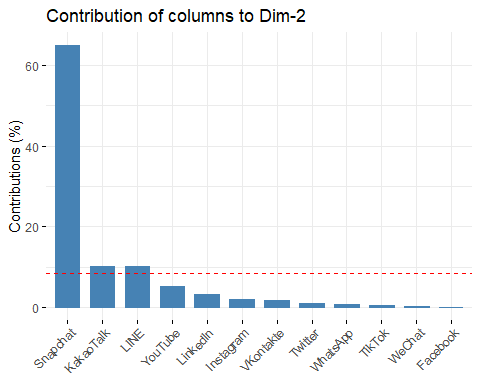 Contribution of columns to Dim-2
Contributions (%)
60
40
20
0
Snapchat
KakaoTalk
LINE
YouTube
LinkedIn
Instagram
VKontakte
Twitter
WhatsApp
TikTok
WeChat
Facebook